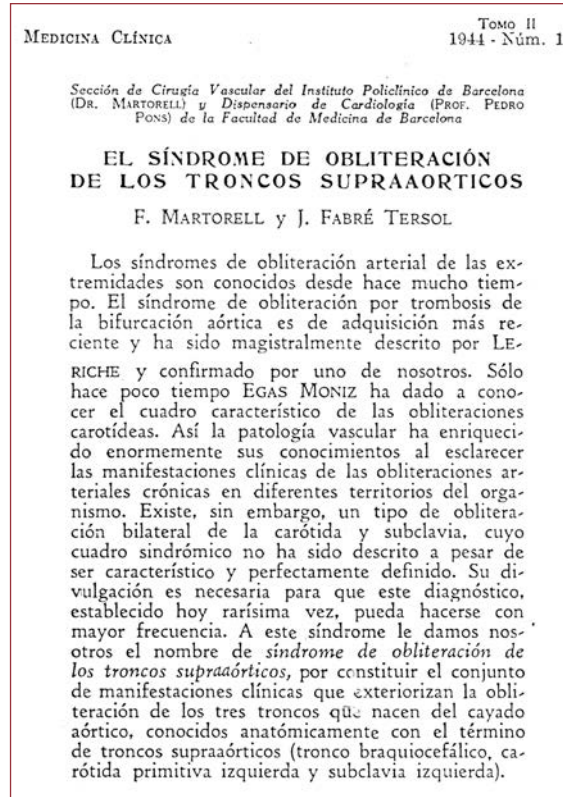 MEDICINA CLÍNICA
TOMO II
1944 - Núm. 1
Sección de Cirugía Vascular del Instituto Policlínico de Barcelona
(DR. MARTORELL) y Dispensario de Cardiología (PROF. PEDRO
PONS) de la Facultad de Medicina de Barcelona
EL SÍNDROME DE OBLITERACIÓN
DE LOS TRONCOS SUPRAAORTICOS
F. MARTORELL y J. FABRÉ TERSOL
Los síndromes de obliteración arterial de las ex-
tremidades son conocidos desde hace mucho tiem-
po. El síndrome de obliteración por trombosis de
la bifurcación aórtica es de adquisición más re-
ciente y ha sido magistralmente descrito por LE-
RICHE y confirmado por uno de nosotros. Sólo
hace poco tiempo EGAS MONIZ ha dado a cono-
cer el cuadro característico de las obliteraciones
carotídeas. Así la patología vascular ha enriqueci-
do enormemente sus conocimientos al esclarecer
las manifestaciones clínicas de las obliteraciones ar-
teriales crónicas en diferentes territorios del orga-
nismo. Existe, sin embargo, un tipo de oblitera-
ción bilateral de la carótida y subclavia, cuyo
cuadro sindrómico no ha sido descrito a pesar de
ser característico y perfectamente definido. Su di-
vulgación es necesaria para que este diagnóstico,
establecido hoy rarísima vez, pueda hacerse con
mayor frecuencia. A este síndrome le damos nos-
otros el nombre de síndrome de obliteración de
los troncos supraaórticos, por constituir el conjunto
de manifestaciones clínicas que exteriorizan la obli-
teración de los tres troncos que nacen del cayado
aórtico, conocidos anatómicamente con el término
de troncos supraaórticos (tronco braquiocefálico, ca-
rótida primitiva izquierda y subclavia izquierda).